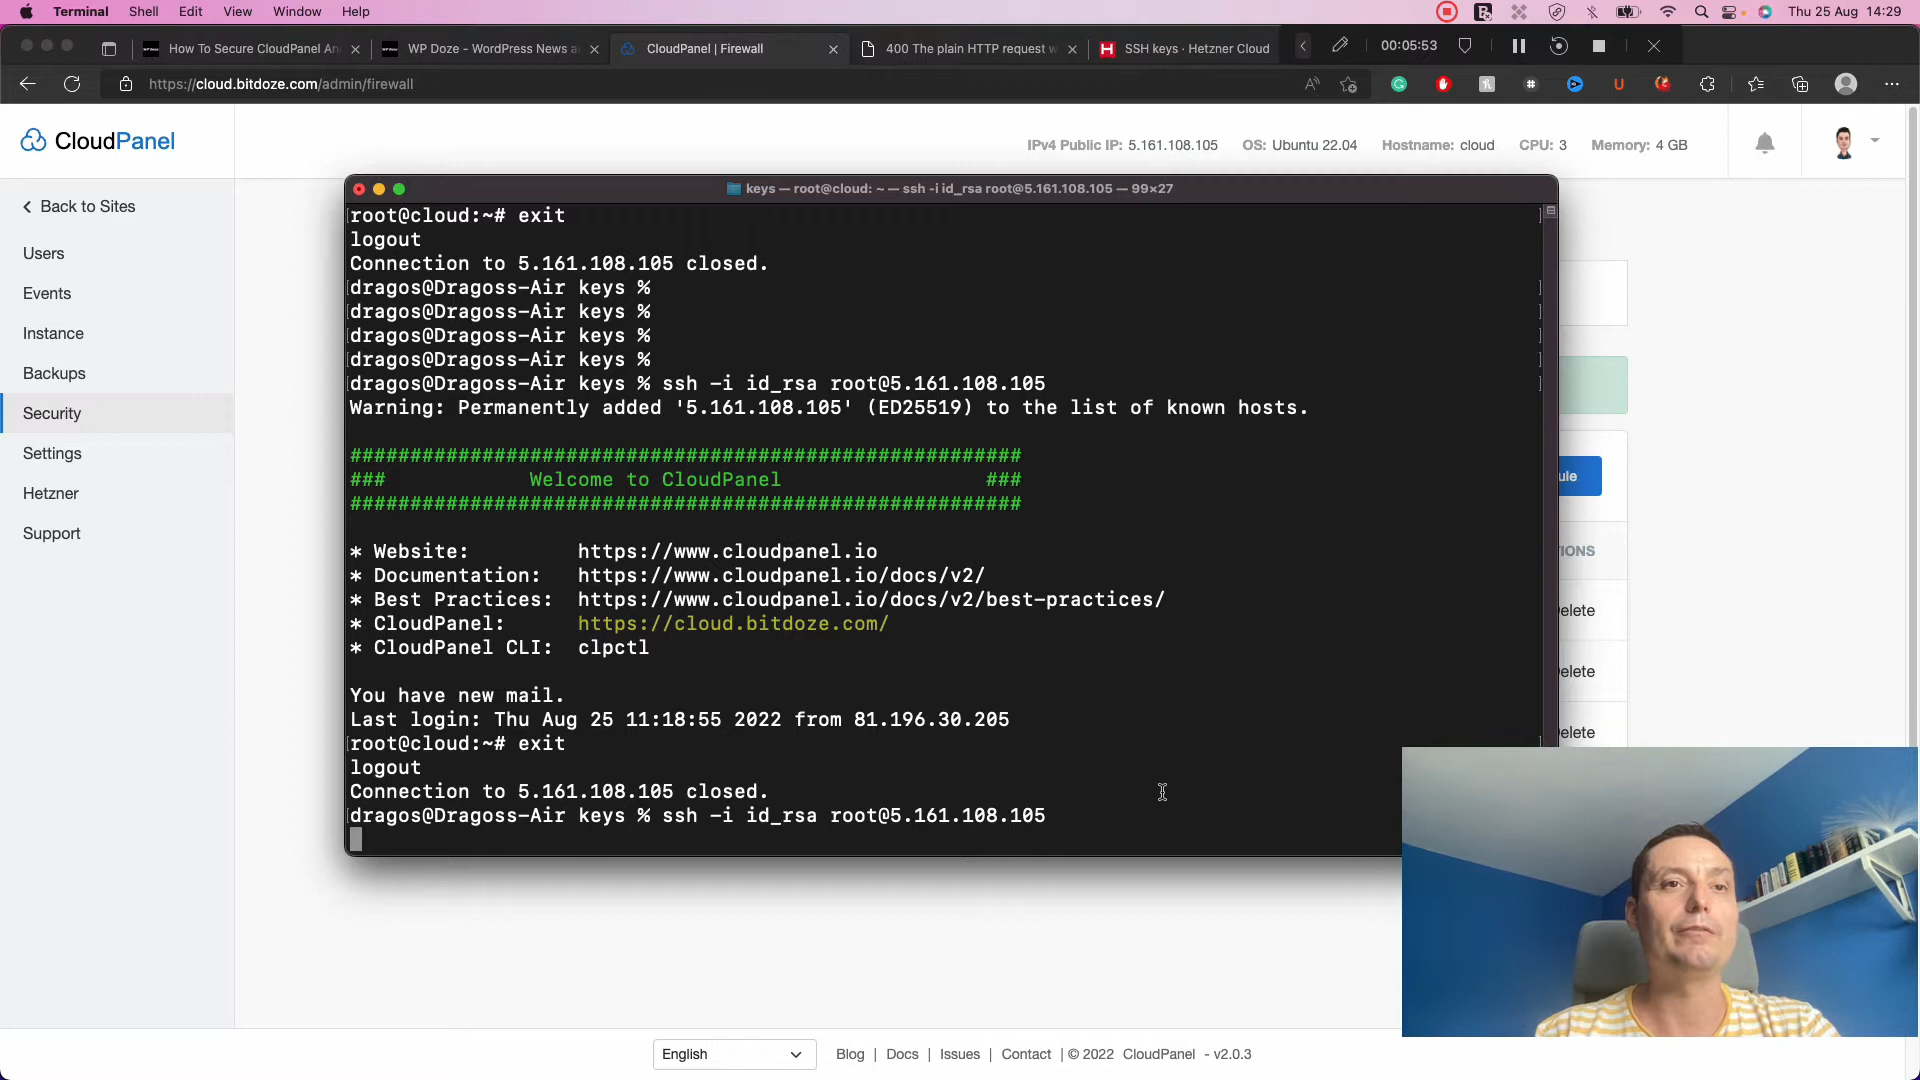 Terminal Shell Edit View Window Help Thu 25 Aug 14:29
How To Secure CloudPanel An WP Doze - WordPress News a CloudPanel | Firewall 400 The plain HTTP request w SSH keys · Hetzner Cloud 00:05:53
https://cloud.bitdoze.com/admin/firewall
CloudPanel
IPv4 Public IP: 5.161.108.105 OS: Ubuntu 22.04 Hostname: cloud CPU: 3 Memory: 4 GB
Back to Sites
Users
Events
Instance
Backups
Security
Settings
Hetzner
Support
keys — root@cloud: ~ — ssh -i id_rsa root@5.161.108.105 — 99×27
root@cloud:~# exit
logout
Connection to 5.161.108.105 closed.
dragos@Dragoss-Air keys %
dragos@Dragoss-Air keys %
dragos@Dragoss-Air keys %
dragos@Dragoss-Air keys %
dragos@Dragoss-Air keys % ssh -i id_rsa root@5.161.108.105
Warning: Permanently added '5.161.108.105' (ED25519) to the list of known hosts.
########################################################
### Welcome to CloudPanel ###
########################################################
* Website: https://www.cloudpanel.io
* Documentation: https://www.cloudpanel.io/docs/v2/
* Best Practices: https://www.cloudpanel.io/docs/v2/best-practices/
* CloudPanel: https://cloud.bitdoze.com/
* CloudPanel CLI: clpctl
You have new mail.
Last login: Thu Aug 25 11:18:55 2022 from 81.196.30.205
root@cloud:~# exit
logout
Connection to 5.161.108.105 closed.
dragos@Dragoss-Air keys % ssh -i id_rsa root@5.161.108.105
ule
IONS
elete
elete
elete
English Blog | Docs | Issues | Contact | © 2022 CloudPanel - v2.0.3